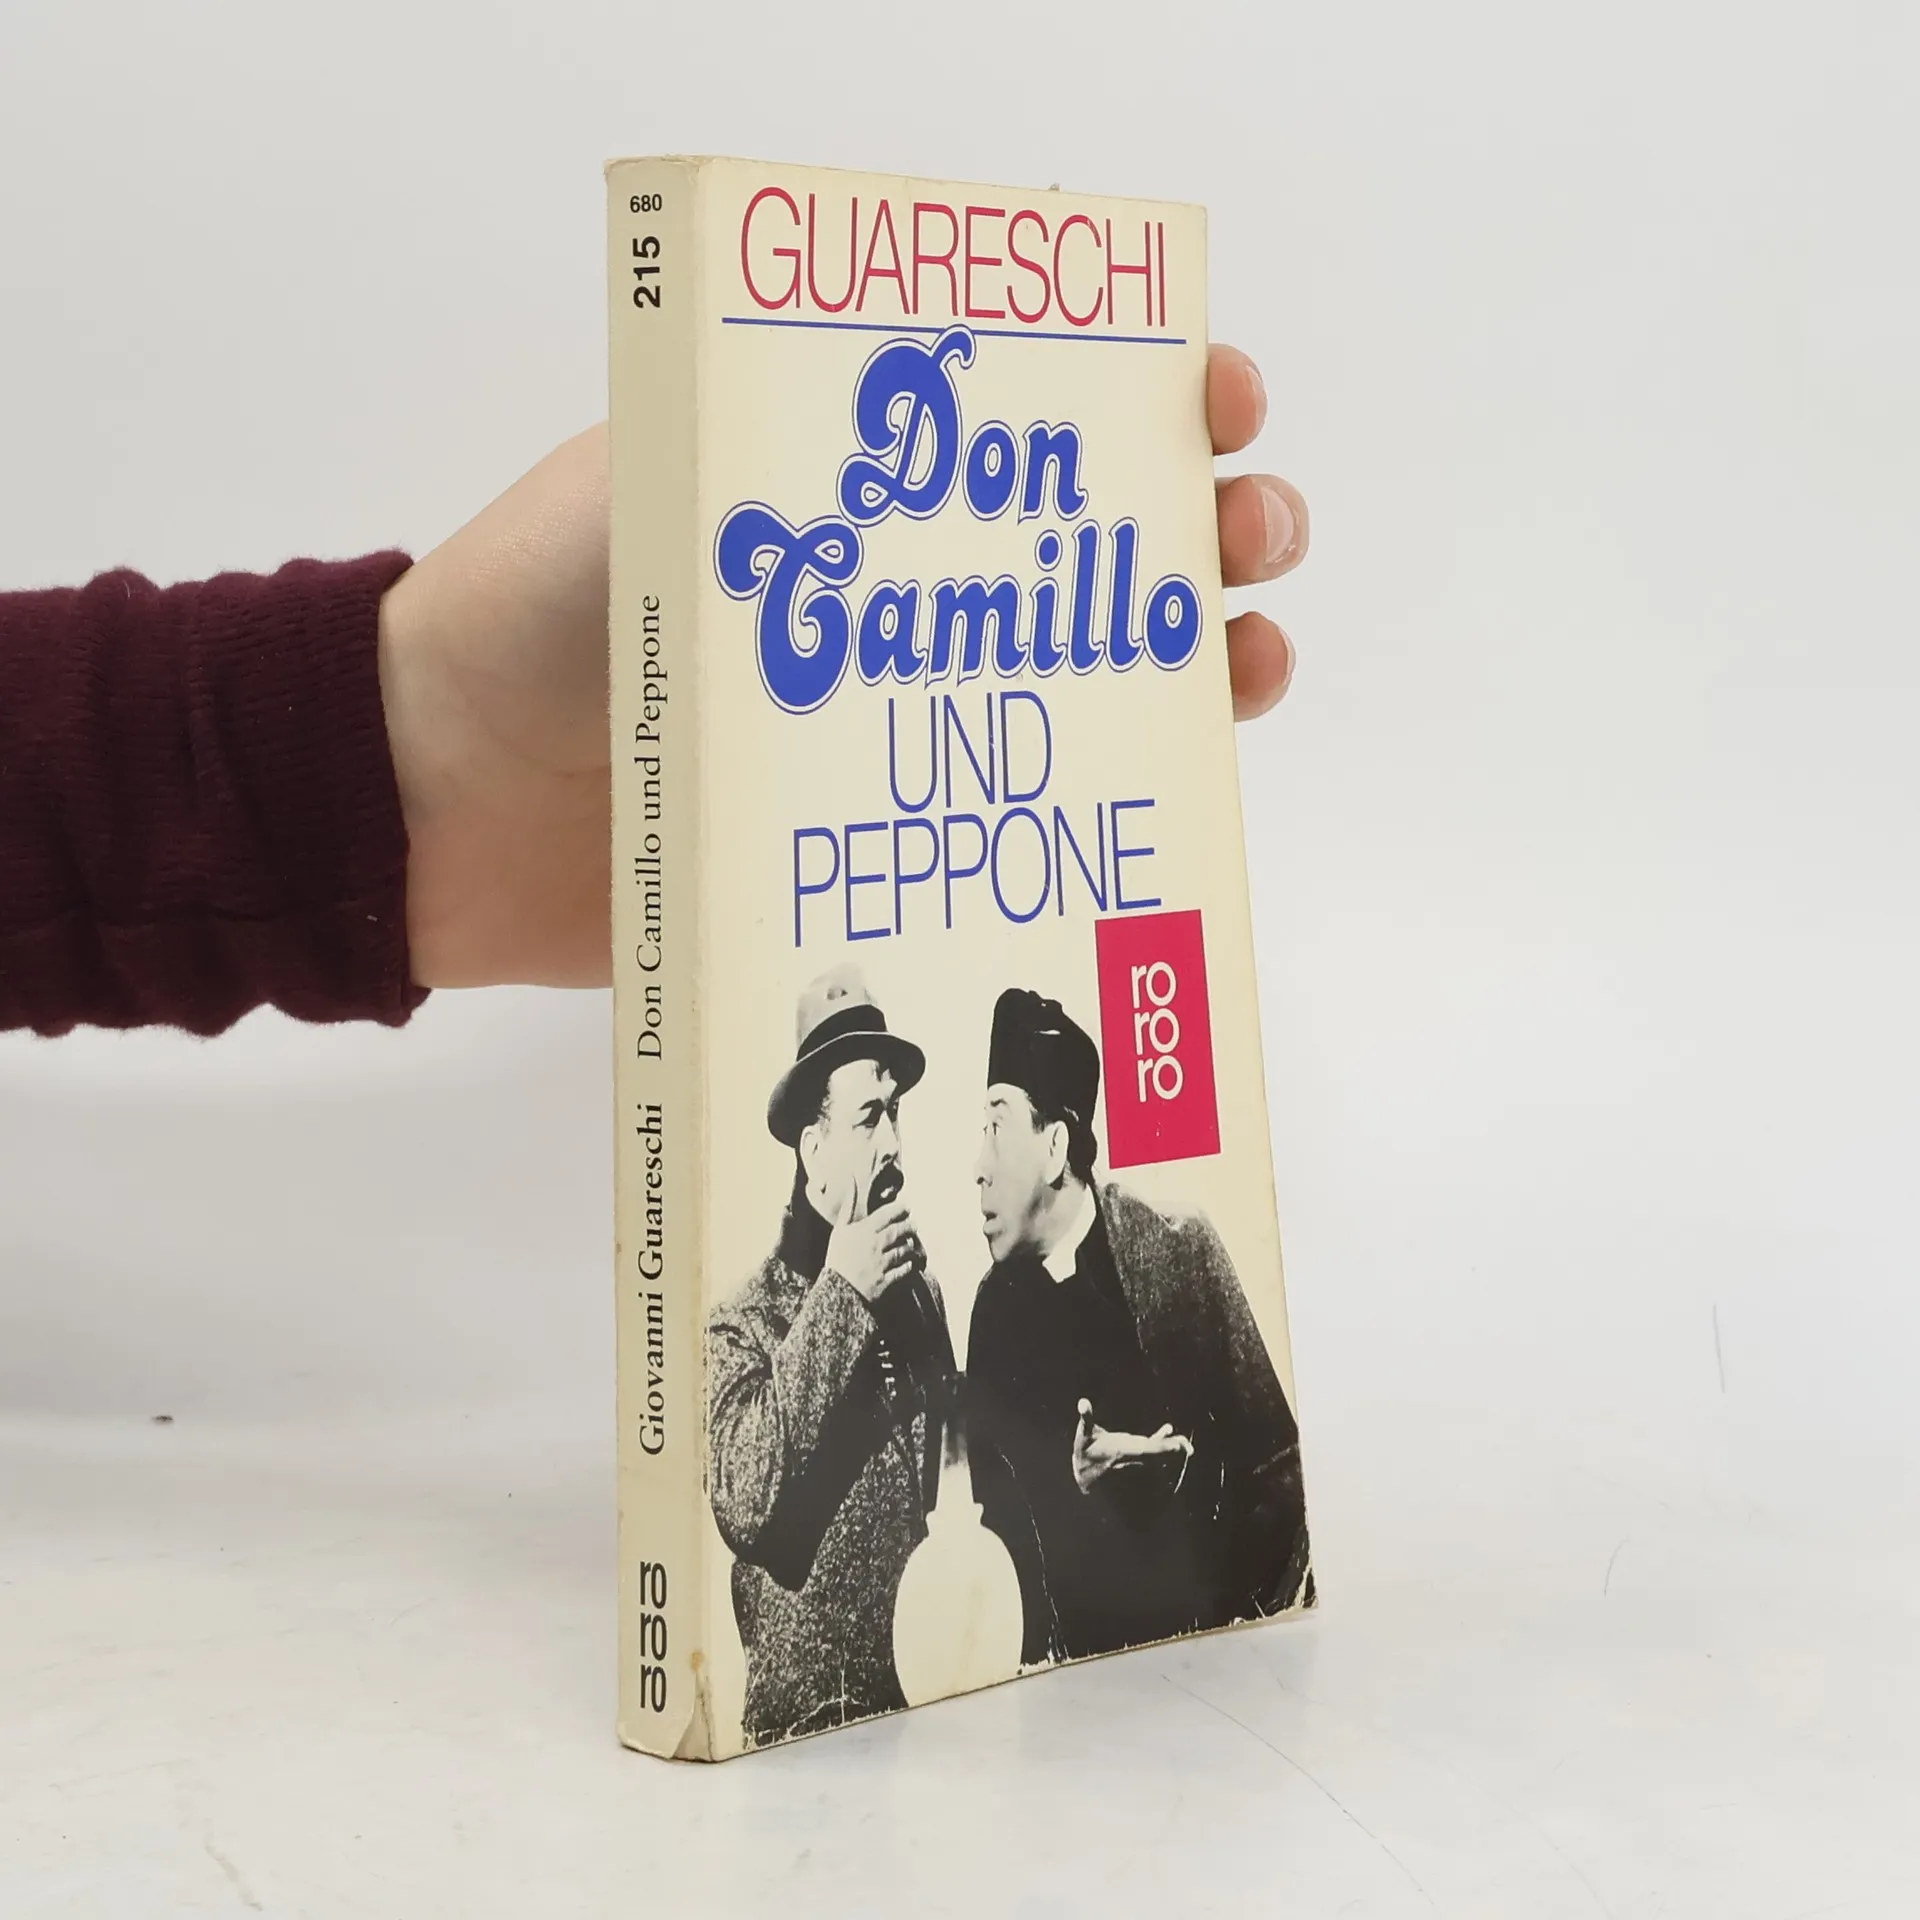 680
215
Giovanni Guareschi Don Camillo und Peppone
ro
ro
ro
GUARESCHI
Don
Camillo
UND
PEPPONE
ro
ro
ro